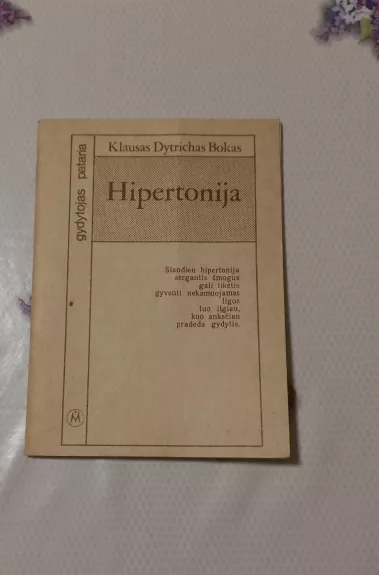 Klausas Dytrichas Bokas
gydytojas pataria
Hipertonija
Šiandien hipertonija
sergantis žmogus
gali tikėtis
gyventi nekamuojamas
ligos
tuo ilgiau,
kuo anksčiau
pradeda gydytis.
M